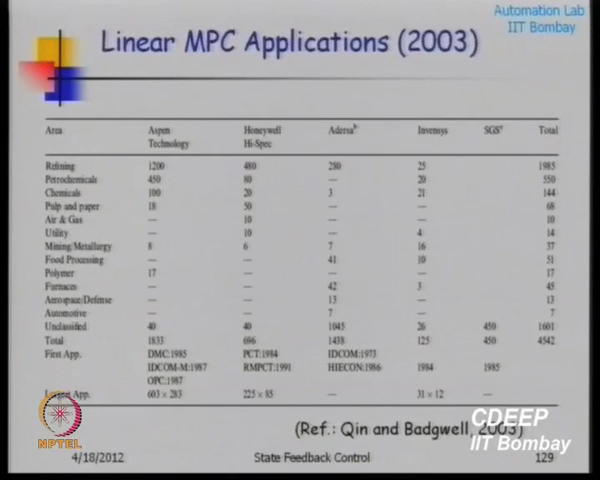 Automation Lab
IIT Bombay
Linear MPC Applications (2003)
Area Aspen Technology Honeywell Hi-Spec Adersa^b Invensys SGS^c Total
Refining 1200 480 280 25 1985
Petrochemicals 450 80 — 20 550
Chemicals 100 20 3 21 144
Pulp and paper 18 50 — — 68
Air & Gas — 10 — — 10
Utility — 10 — 4 14
Mining/Metallurgy 8 6 7 16 37
Food Processing — — 41 10 51
Polymer 17 — — — 17
Furnaces — — 42 3 45
Aerospace/Defense — — 13 — 13
Automotive — — 7 — 7
Unclassified 40 40 1045 26 450 1601
Total 1833 696 1438 125 450 4542
First App. DMC:1985 PCT:1984 IDCOM:1973
IDCOM-M:1987 RMPCT:1991 HIECON:1986 1984 1985
OPC:1987
Largest App. 603 × 283 225 × 85 — 31 × 12 —
(Ref.: Qin and Badgwell, 2003)
CDEEP
IIT Bombay
NPTEL
4/18/2012 State Feedback Control 129